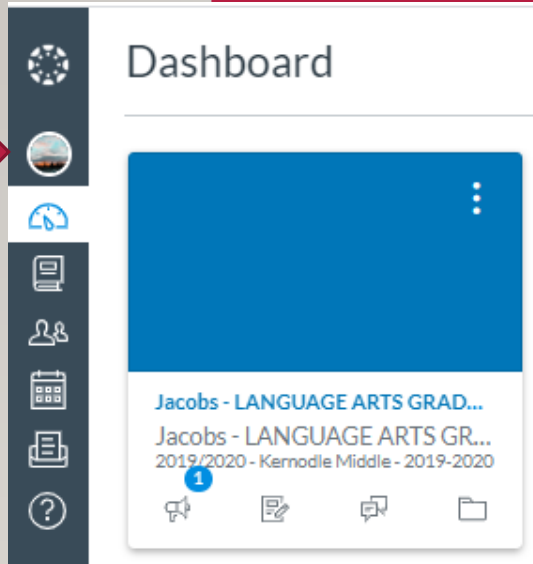 Dashboard
Jacobs - LANGUAGE ARTS GRAD...
Jacobs - LANGUAGE ARTS GR...
2019/2020 - Kernodle Middle - 2019-2020
1
?